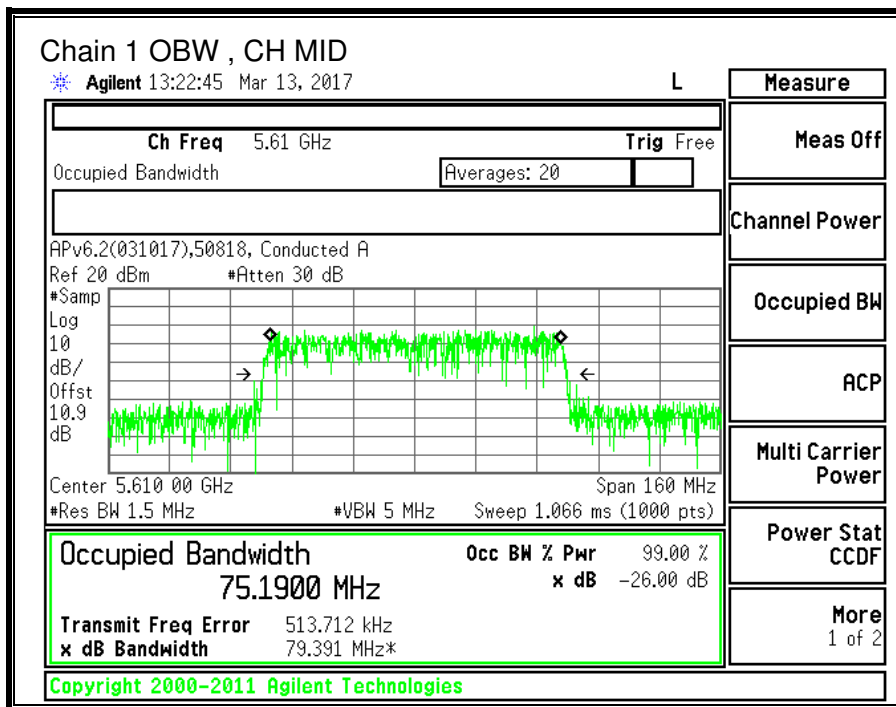 Chain 1 OBW , CH MID
Agilent 13:22:45 Mar 13, 2017 L
Measure
Ch Freq 5.61 GHz Trig Free
Meas Off
Occupied Bandwidth Averages: 20
Channel Power
APv6.2(031017),50818, Conducted A
Ref 20 dBm #Atten 30 dB
#Samp
Log
10
dB/
Offst
10.9
dB
Occupied BW
ACP
Center 5.610 00 GHz Span 160 MHz
#Res BW 1.5 MHz #VBW 5 MHz Sweep 1.066 ms (1000 pts)
Multi Carrier
Power
Occupied Bandwidth Occ BW % Pwr 99.00 %
75.1900 MHz x dB -26.00 dB
Power Stat
CCDF
Transmit Freq Error 513.712 kHz
x dB Bandwidth 79.391 MHz*
More
1 of 2
Copyright 2000-2011 Agilent Technologies